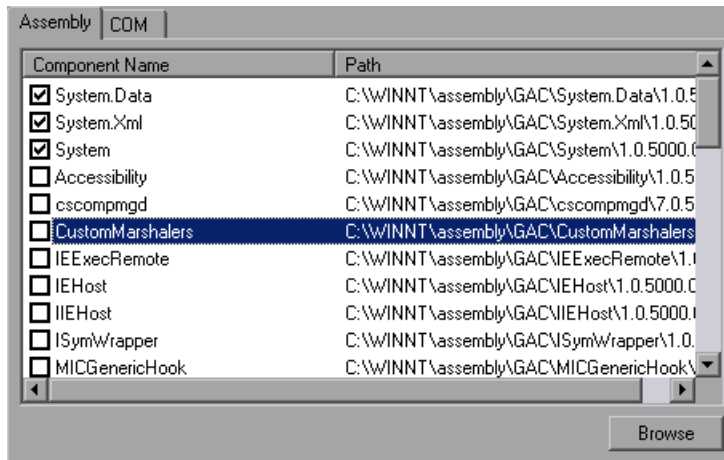 Assembly COM
Component Name Path
System.Data C:\WINNT\assembly\GAC\System.Data\1.0.5
System.Xml C:\WINNT\assembly\GAC\System.Xml\1.0.50
System C:\WINNT\assembly\GAC\System\1.0.5000.0
Accessibility C:\WINNT\assembly\GAC\Accessibility\1.0.5
cscompmgd C:\WINNT\assembly\GAC\cscompmgd\7.0.5
CustomMarshalers C:\WINNT\assembly\GAC\CustomMarshalers
IEExecRemote C:\WINNT\assembly\GAC\IEExecRemote\1.0
IEHost C:\WINNT\assembly\GAC\IEHost\1.0.5000.0
IIEHost C:\WINNT\assembly\GAC\IIEHost\1.0.5000.0
ISymWrapper C:\WINNT\assembly\GAC\ISymWrapper\1.0.
MICGenericHook C:\WINNT\assembly\GAC\MICGenericHook\
Browse